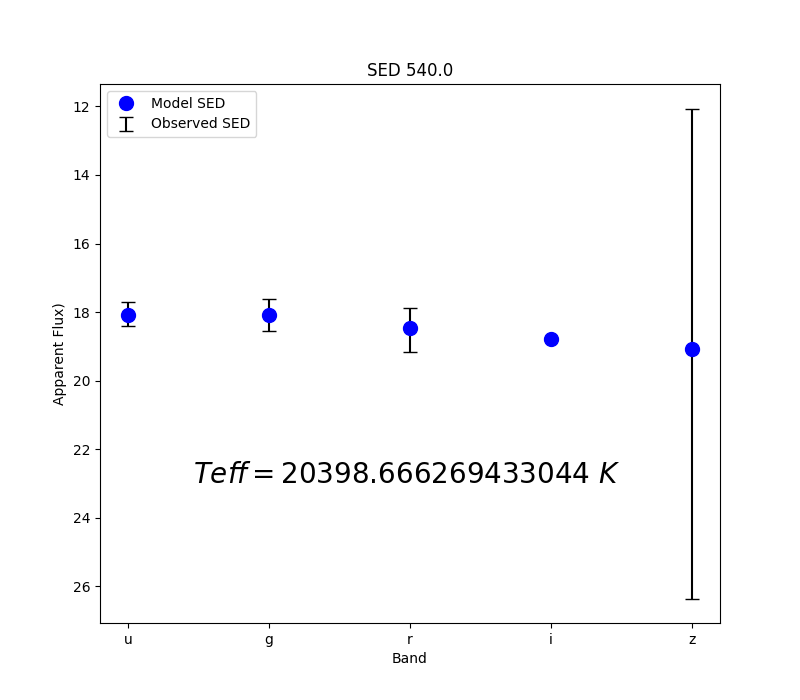 SED 540.0
Model SED
Observed SED
12
14
16
18
20
22
24
26
Apparent Flux)
Teff = 20398.666269433044 K
u g r i z
Band